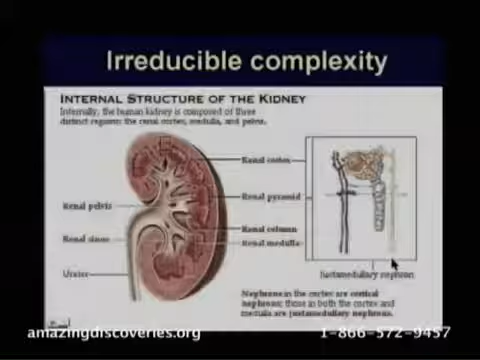 Irreducible complexity
INTERNAL STRUCTURE OF THE KIDNEY
Internally, the human kidney is composed of three
distinct regions: the renal cortex, medulla, and pelvis.
Renal cortex
Renal pyramid
Renal pelvis
Renal column
Renal sinus
Renal medulla
Ureter
Juxtamedullary nephron
Nephrons in the cortex are cortical
nephrons; those in both the cortex and
medulla are juxtamedullary nephrons.
amazingdiscoveries.org
1-866-572-9457